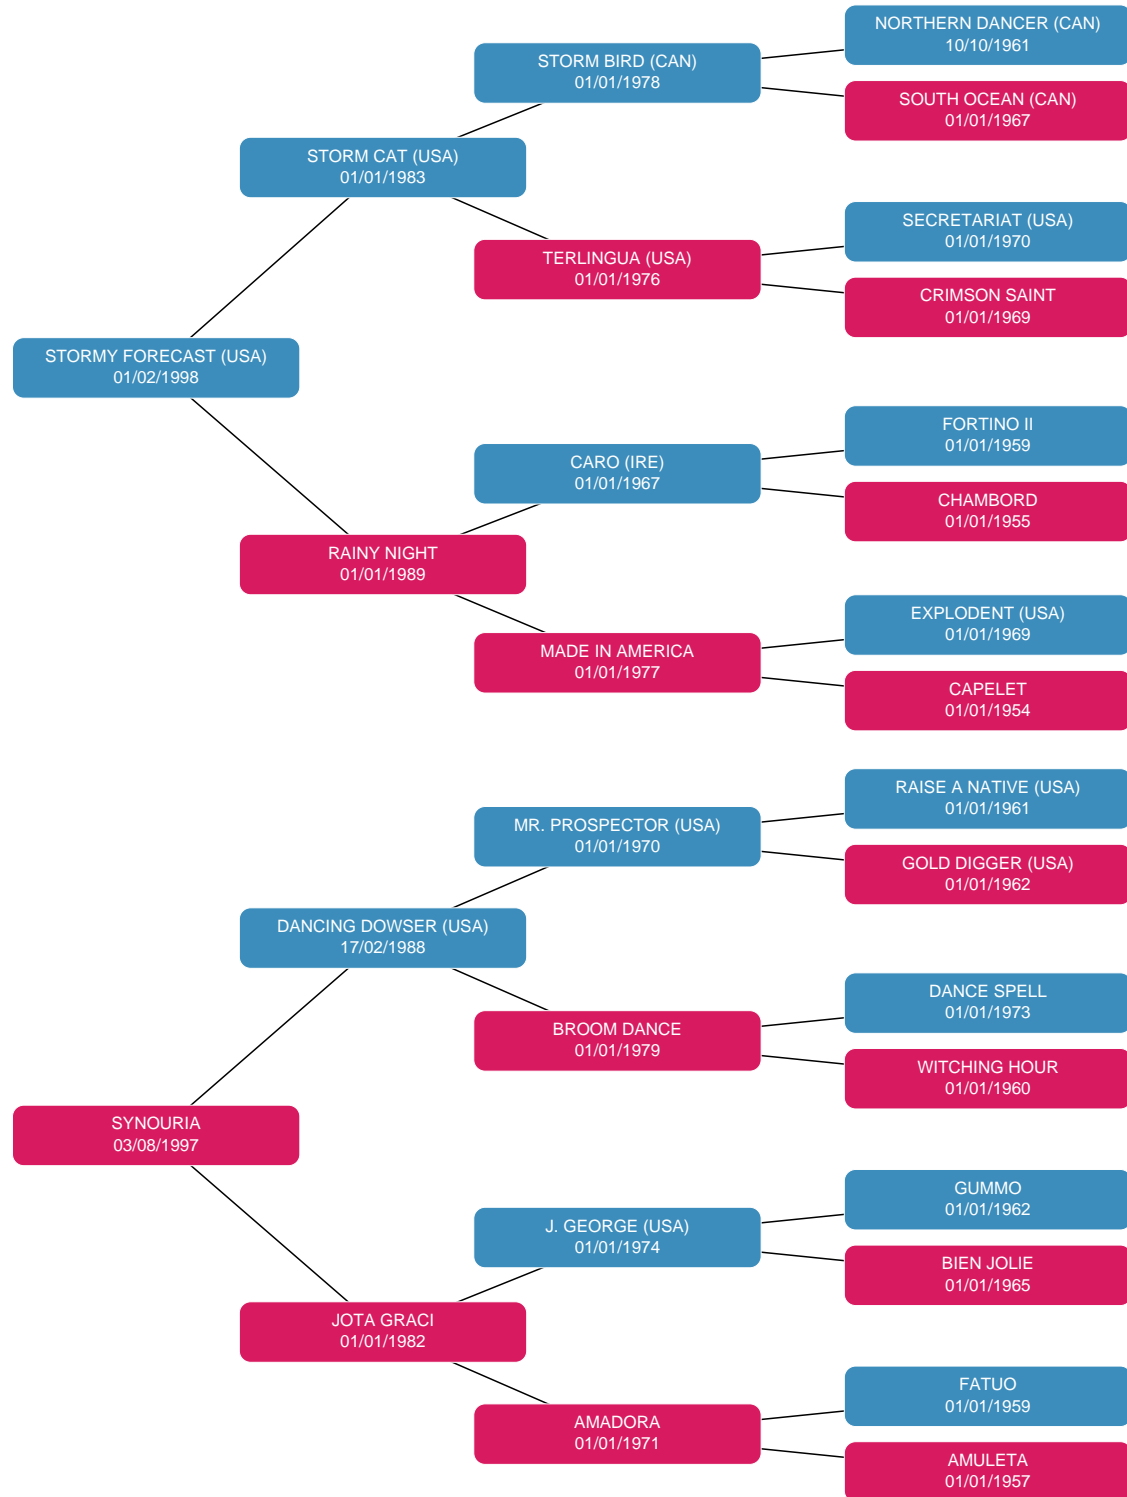 NORTHERN DANCER (CAN)
10/10/1961
STORM BIRD (CAN)
01/01/1978
SOUTH OCEAN (CAN)
01/01/1967
STORM CAT (USA)
01/01/1983
SECRETARIAT (USA)
01/01/1970
TERLINGUA (USA)
01/01/1976
CRIMSON SAINT
01/01/1969
STORMY FORECAST (USA)
01/02/1998
FORTINO II
01/01/1959
CARO (IRE)
01/01/1967
CHAMBORD
01/01/1955
RAINY NIGHT
01/01/1989
EXPLODENT (USA)
01/01/1969
MADE IN AMERICA
01/01/1977
CAPELET
01/01/1954
RAISE A NATIVE (USA)
01/01/1961
MR. PROSPECTOR (USA)
01/01/1970
GOLD DIGGER (USA)
01/01/1962
DANCING DOWSER (USA)
17/02/1988
DANCE SPELL
01/01/1973
BROOM DANCE
01/01/1979
WITCHING HOUR
01/01/1960
SYNOURIA
03/08/1997
GUMMO
01/01/1962
J. GEORGE (USA)
01/01/1974
BIEN JOLIE
01/01/1965
JOTA GRACI
01/01/1982
FATUO
01/01/1959
AMADORA
01/01/1971
AMULETA
01/01/1957